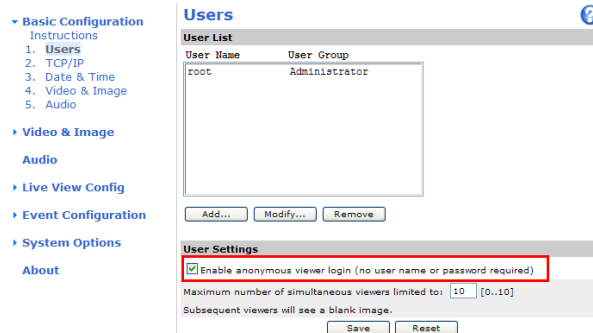 Basic Configuration
Instructions
1. Users
2. TCP/IP
3. Date & Time
4. Video & Image
5. Audio
Video & Image
Audio
Live View Config
Event Configuration
System Options
About
Users
?
User List
User Name User Group
root Administrator
Add... Modify... Remove
User Settings
Enable anonymous viewer login (no user name or password required)
Maximum number of simultaneous viewers limited to: 10 [0..10]
Subsequent viewers will see a blank image.
Save Reset